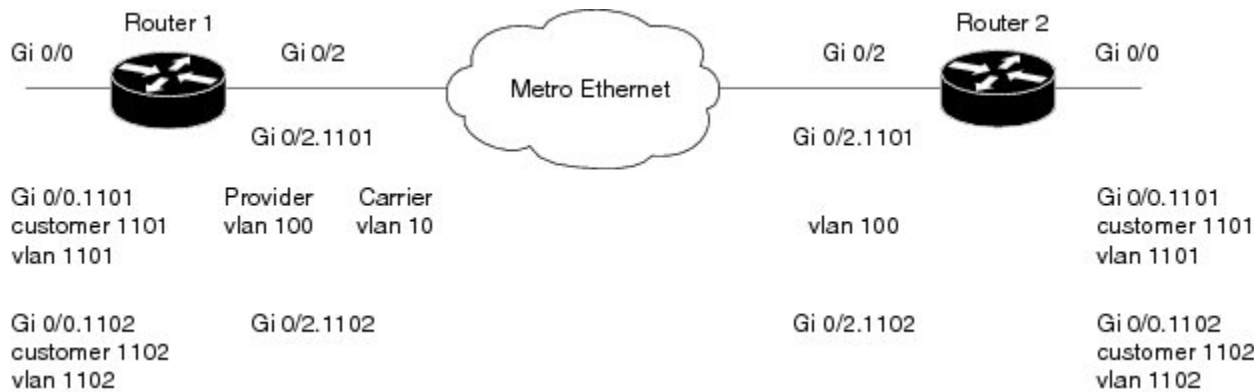 Router 1
Router 2
Gi 0/0
Gi 0/2
Gi 0/2
Gi 0/0
Metro Ethernet
Gi 0/2.1101
Gi 0/2.1101
Gi 0/0.1101
customer 1101
vlan 1101
Provider
vlan 100
Carrier
vlan 10
vlan 100
Gi 0/0.1101
customer 1101
vlan 1101
Gi 0/0.1102
customer 1102
vlan 1102
Gi 0/2.1102
Gi 0/2.1102
Gi 0/0.1102
customer 1102
vlan 1102